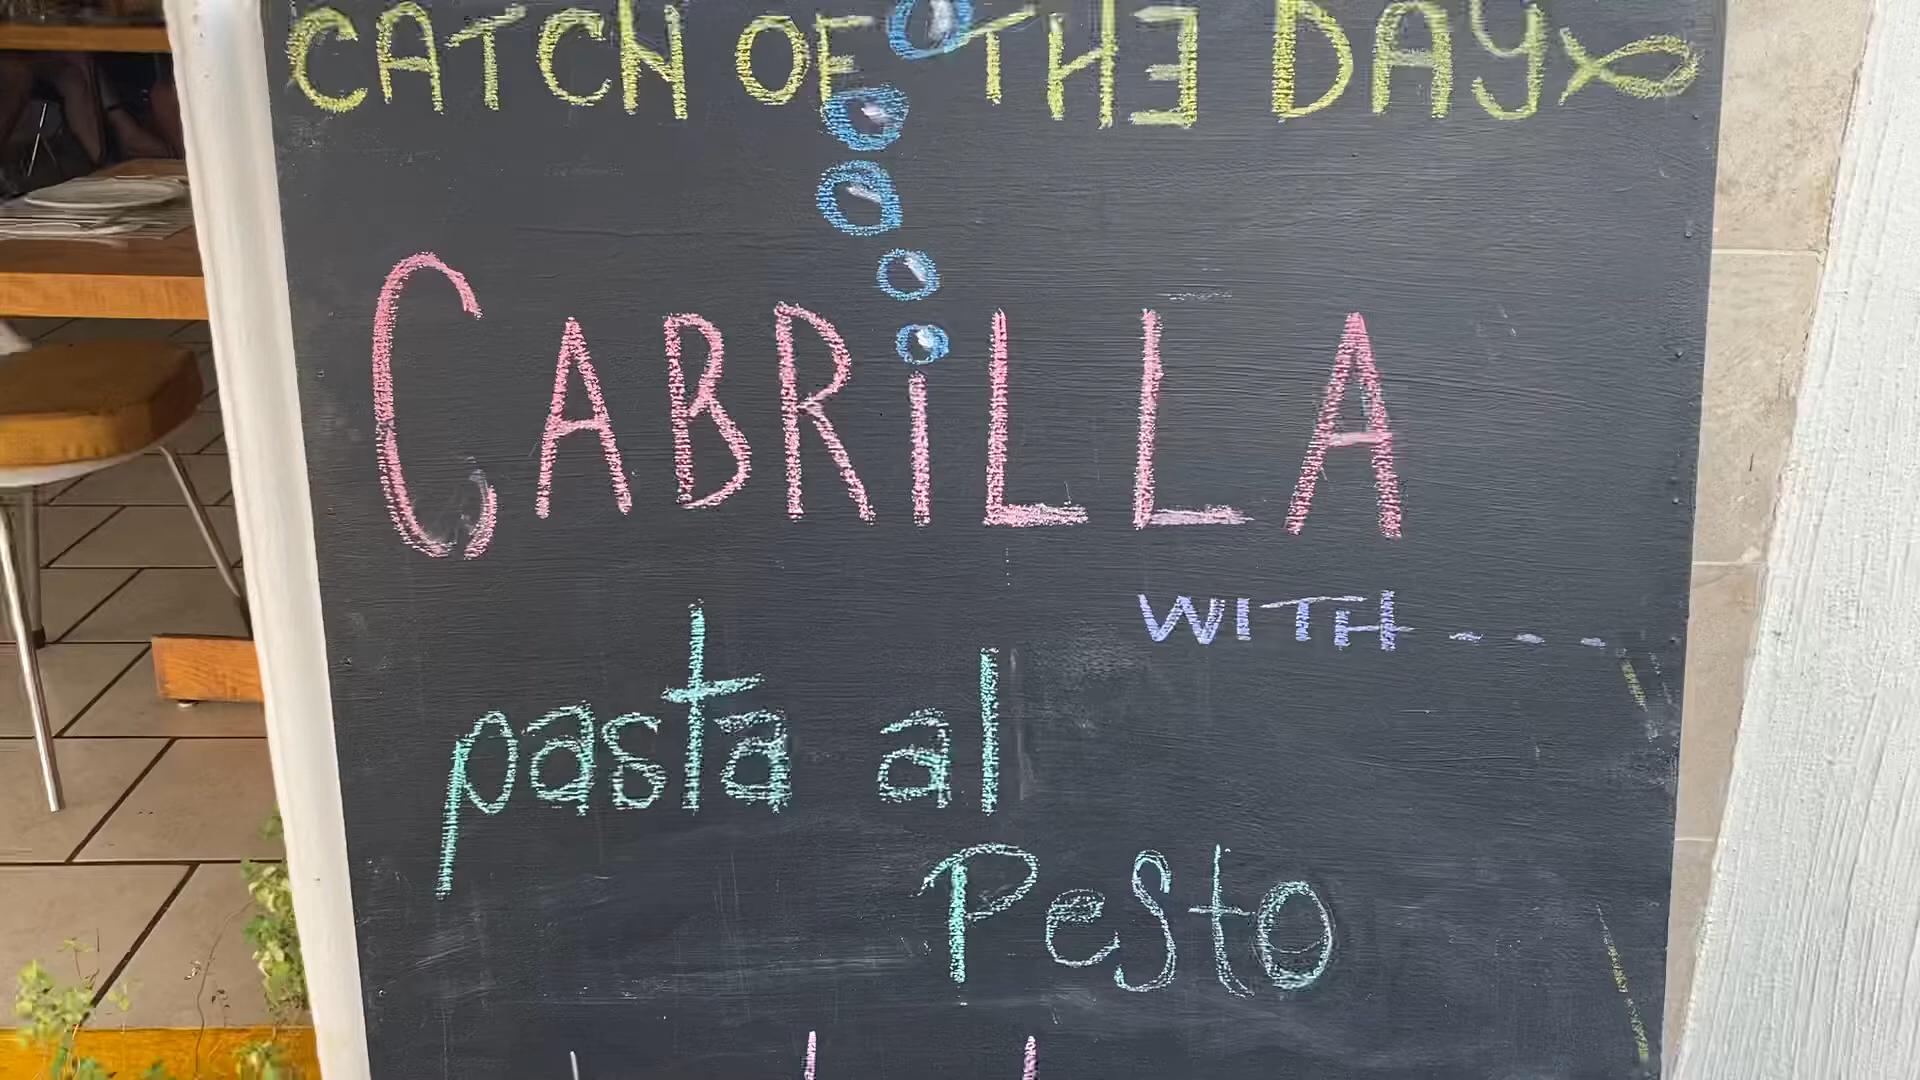 CATCH OF THE DAY
CABRiLLA
WITH - - -
pasta al
Pesto